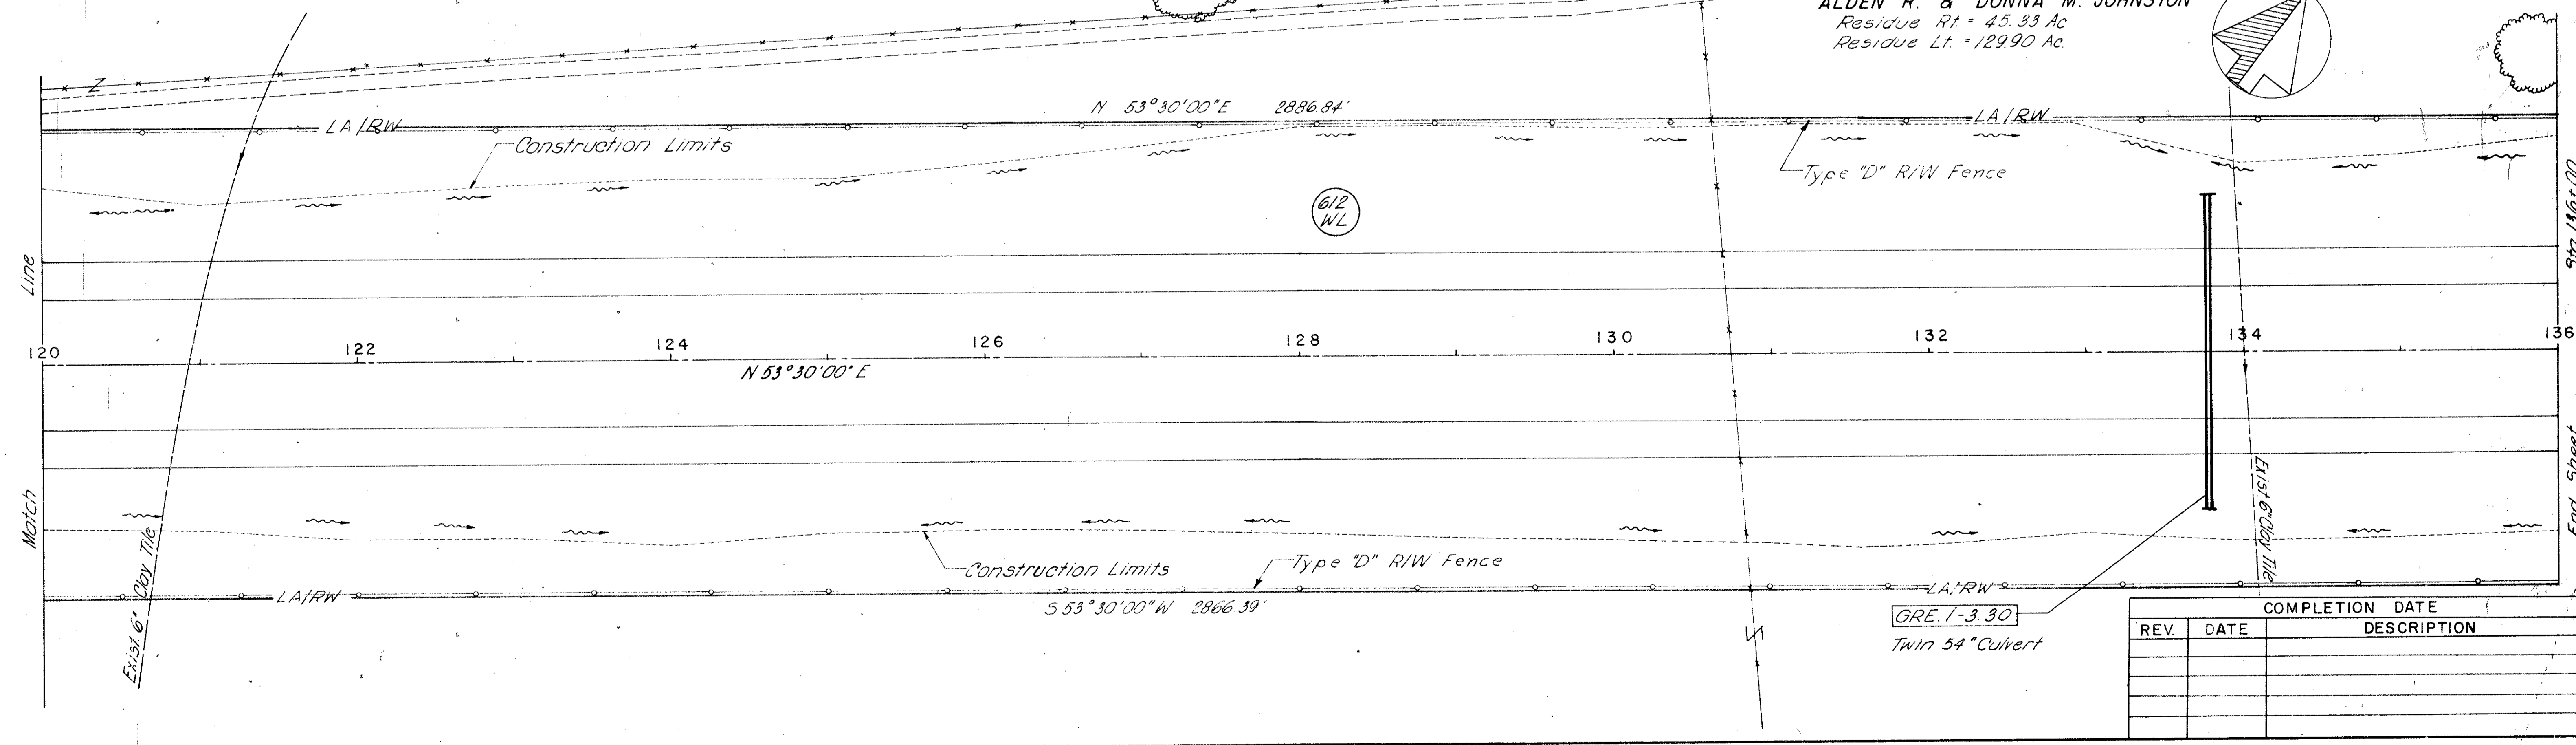 ALDEN R. & DONNA M. JOHNSTON
Residue Rt. = 45.33 Ac
Residue Lt. = 129.90 Ac.
N 53°30'00"E 2886.84'
LA/RW
LA/RW
Construction Limits
Type "D" R/W Fence
612
WL
Sta. 136+00
Line
120
122
124
126
128
130
132
134
136
N 53°30'00"E
Match
End Sheet
Exist. 6" Clay Tile
Exist. 6" Clay Tile
Construction Limits
Type "D" R/W Fence
LA/RW
LA/RW
S 53°30'00"W 2866.39'
GRE.1-3.30
Twin 54" Culvert
COMPLETION DATE
REV. DATE DESCRIPTION